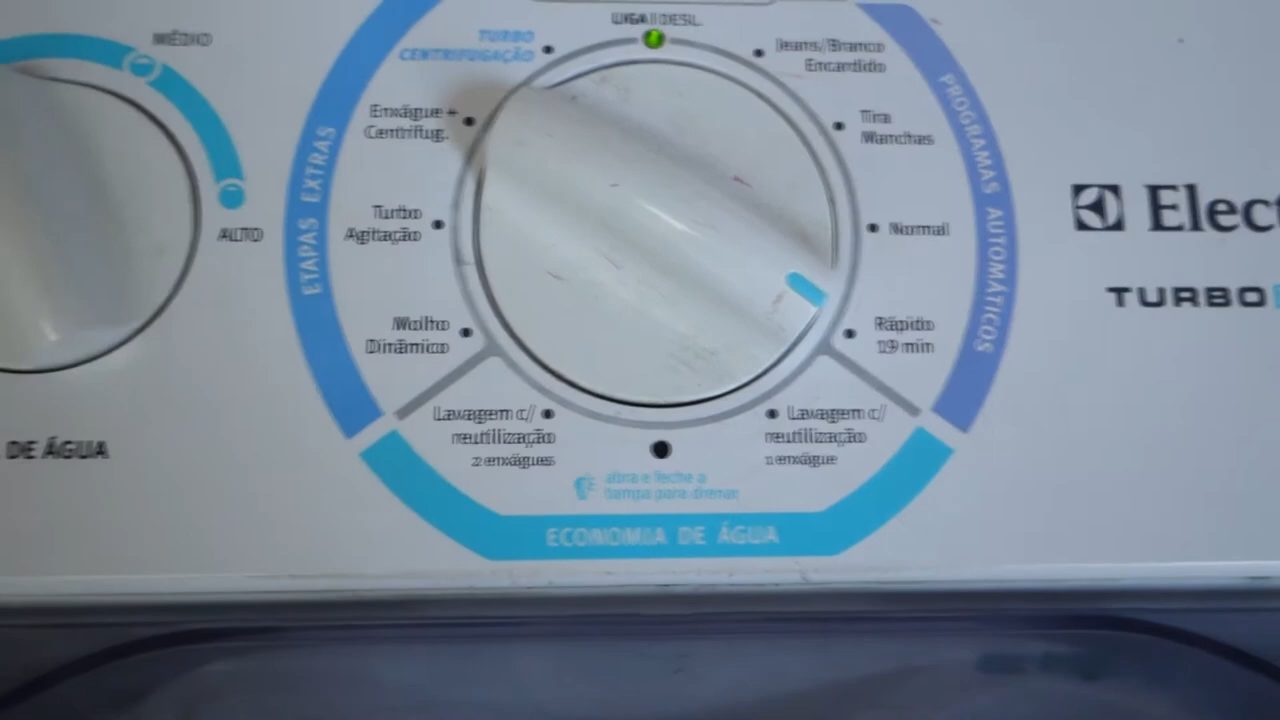 MÉDIO
AUTO
DE ÁGUA
LIGA/DESL.
TURBO
CENTRIFUGAÇÃO
Enxágue +
Centrifug.
Turbo
Agitação
Molho
Dinâmico
ETAPAS EXTRAS
Jeans/Branco
Encardido
Tira
Manchas
Normal
Rápido
19 min
PROGRAMAS AUTOMÁTICOS
Lavagem c/
reutilização
2 enxágues
Lavagem c/
reutilização
1 enxágue
abra e feche a
tampa para drenar
ECONOMIA DE ÁGUA
Elect
TURBO